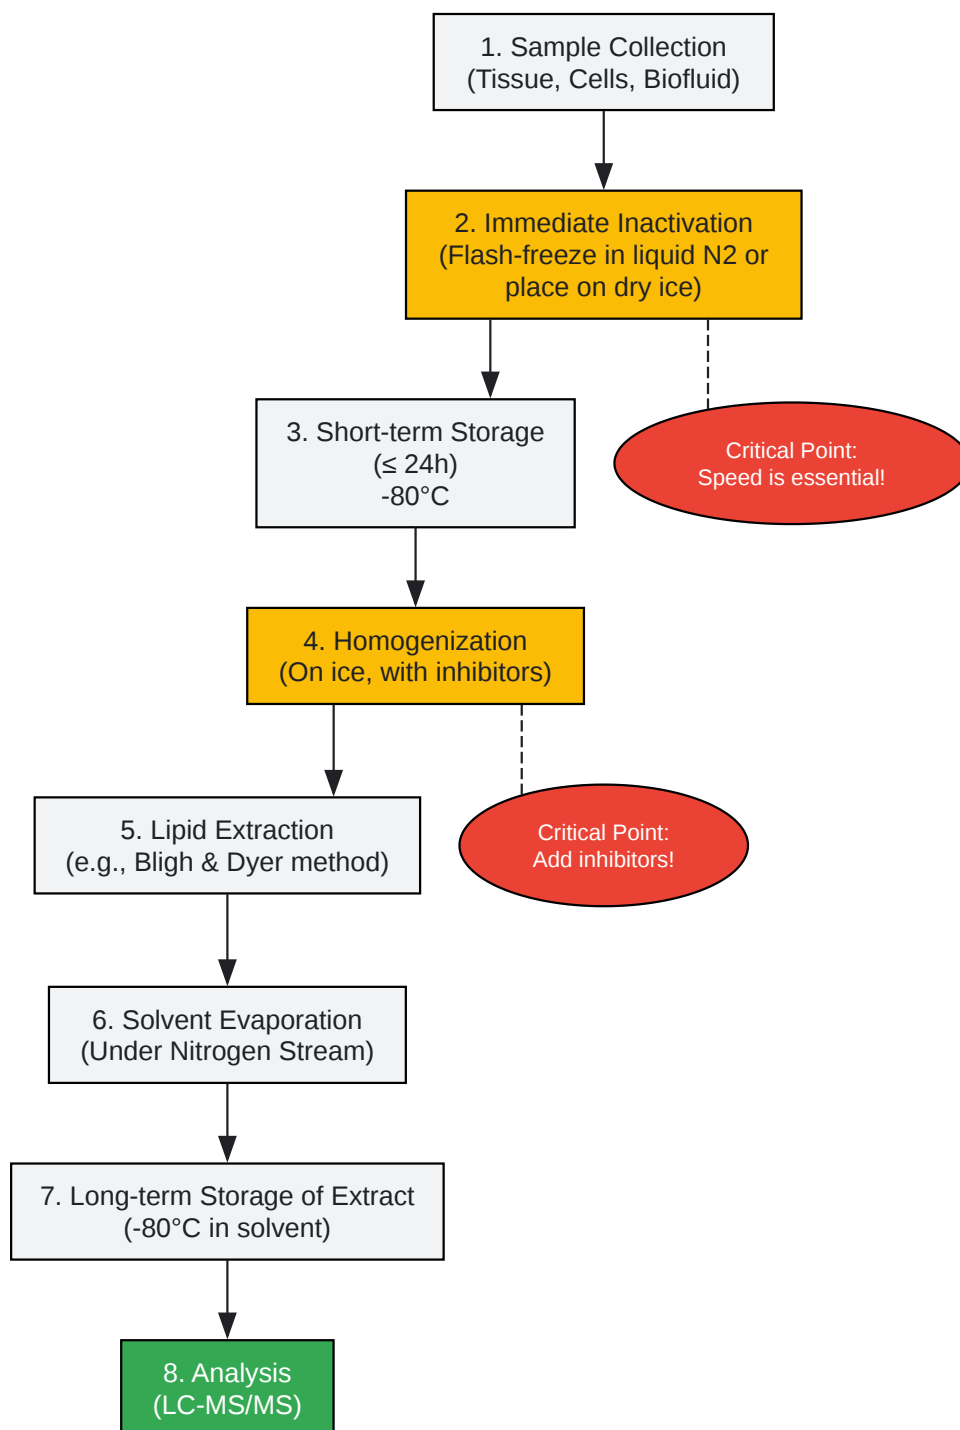 1. Sample Collection
(Tissue, Cells, Biofluid)
2. Immediate Inactivation
(Flash-freeze in liquid N2 or
place on dry ice)
3. Short-term Storage
(≤ 24h)
-80°C
Critical Point:
Speed is essential!
4. Homogenization
(On ice, with inhibitors)
5. Lipid Extraction
(e.g., Bligh & Dyer method)
Critical Point:
Add inhibitors!
6. Solvent Evaporation
(Under Nitrogen Stream)
7. Long-term Storage of Extract
(-80°C in solvent)
8. Analysis
(LC-MS/MS)